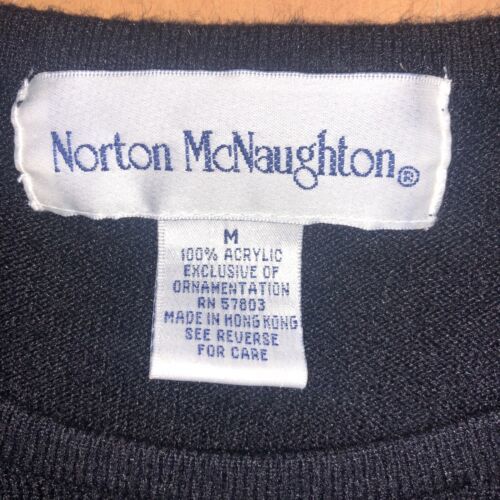 Norton McNaughton®
M
100% ACRYLIC
EXCLUSIVE OF
ORNAMENTATION
RN 57803
MADE IN HONG KONG
SEE REVERSE
FOR CARE